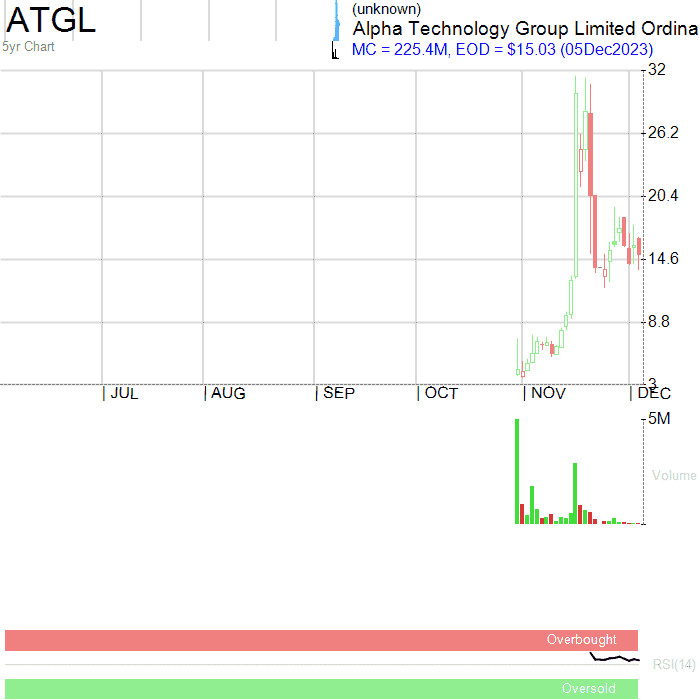 ATGL
(unknown)
Alpha Technology Group Limited Ordina
5yr Chart
MC = 225.4M, EOD = $15.03 (05Dec2023)
32
26.2
20.4
14.6
8.8
3
JUL AUG SEP OCT NOV DEC
5M
Volume
Overbought
RSI(14)
Oversold